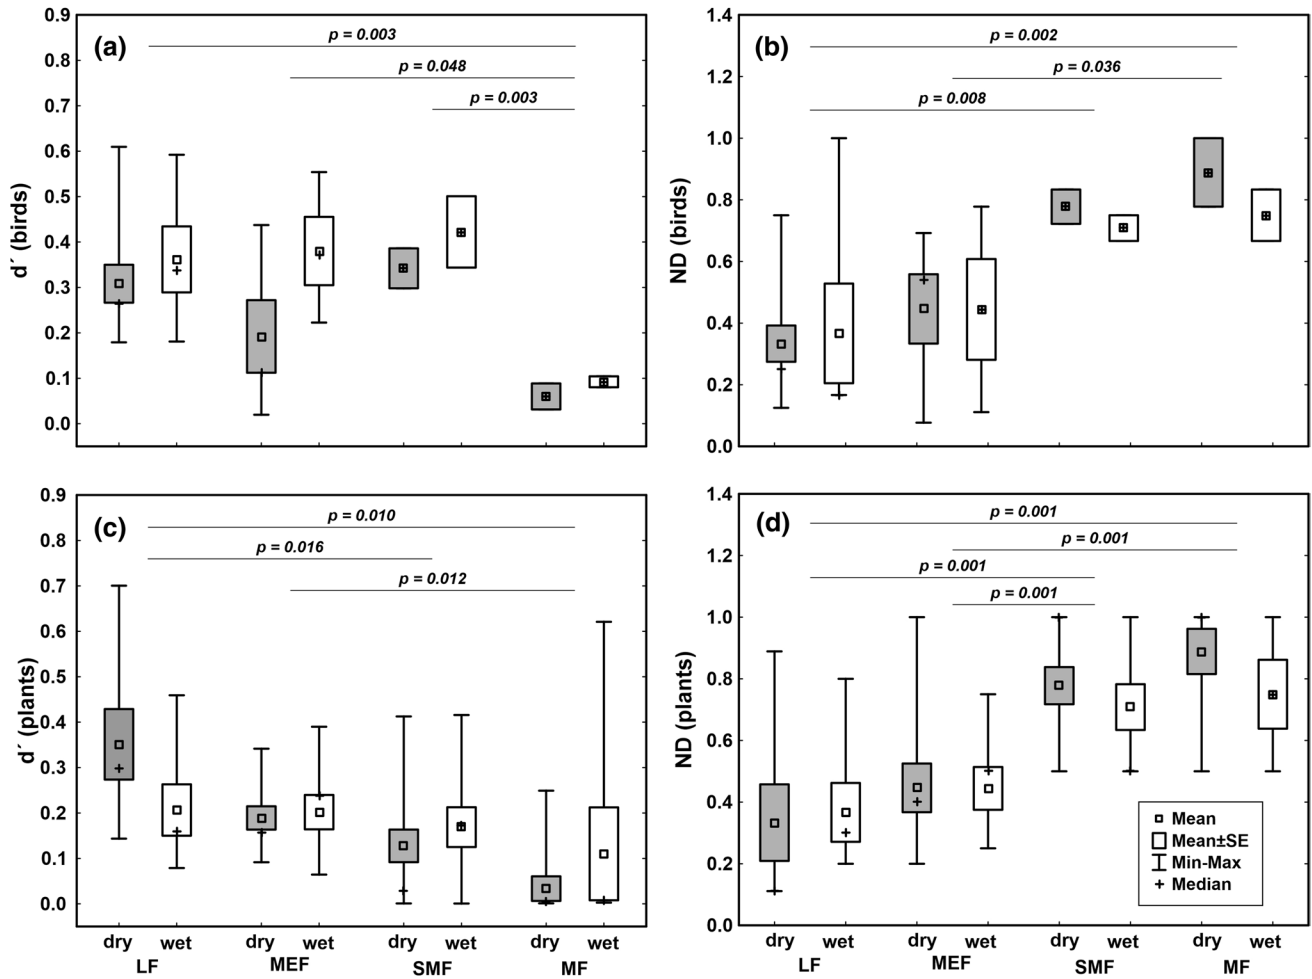 (a)
p = 0.003
p = 0.048
p = 0.003
d´ (birds)
0.9
0.8
0.7
0.6
0.5
0.4
0.3
0.2
0.1
0.0
(b)
p = 0.002
p = 0.036
p = 0.008
ND (birds)
1.4
1.2
1.0
0.8
0.6
0.4
0.2
0.0
(c)
p = 0.010
p = 0.016
p = 0.012
d´ (plants)
0.9
0.8
0.7
0.6
0.5
0.4
0.3
0.2
0.1
0.0
dry wet dry wet dry wet dry wet
LF MEF SMF MF
(d)
p = 0.001
p = 0.001
p = 0.001
p = 0.001
ND (plants)
1.4
1.2
1.0
0.8
0.6
0.4
0.2
0.0
Mean
Mean±SE
Min-Max
Median
dry wet dry wet dry wet dry wet
LF MEF SMF MF